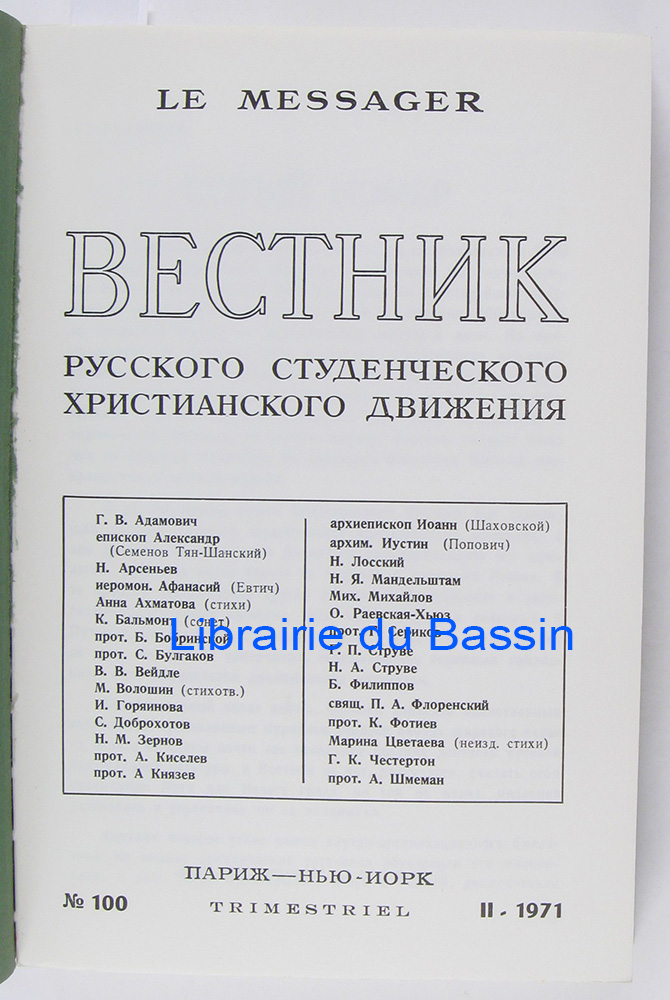 LE MESSAGER
ВЕСТНИК
РУССКОГО СТУДЕНЧЕСКОГО
ХРИСТИАНСКОГО ДВИЖЕНИЯ
Г. В. Адамович
епископ Александр
(Семенов Тян-Шанский)
Н. Арсеньев
иеромон. Афанасий (Евтич)
Анна Ахматова (стихи)
К. Бальмонт (сонет)
прот. Б. Бобринской
прот. С. Булгаков
В. В. Вейдле
М. Волошин (стихотв.)
И. Горяинова
С. Доброхотов
Н. М. Зернов
прот. А. Киселев
прот. А Князев
архиепископ Иоанн (Шаховской)
архим. Иустин (Попович)
Н. Лосский
Н. Я. Мандельштам
Мих. Михайлов
О. Раевская-Хьюз
прот. Г. Сериков
Г. П. Струве
Н. А. Струве
Б. Филиппов
свящ. П. А. Флоренский
прот. К. Фотиев
Марина Цветаева (неизд. стихи)
Г. К. Честертон
прот. А. Шмеман
Librairie du Bassin
ПАРИЖ—НЬЮ-ИОРК
№ 100 TRIMESTRIEL II - 1971